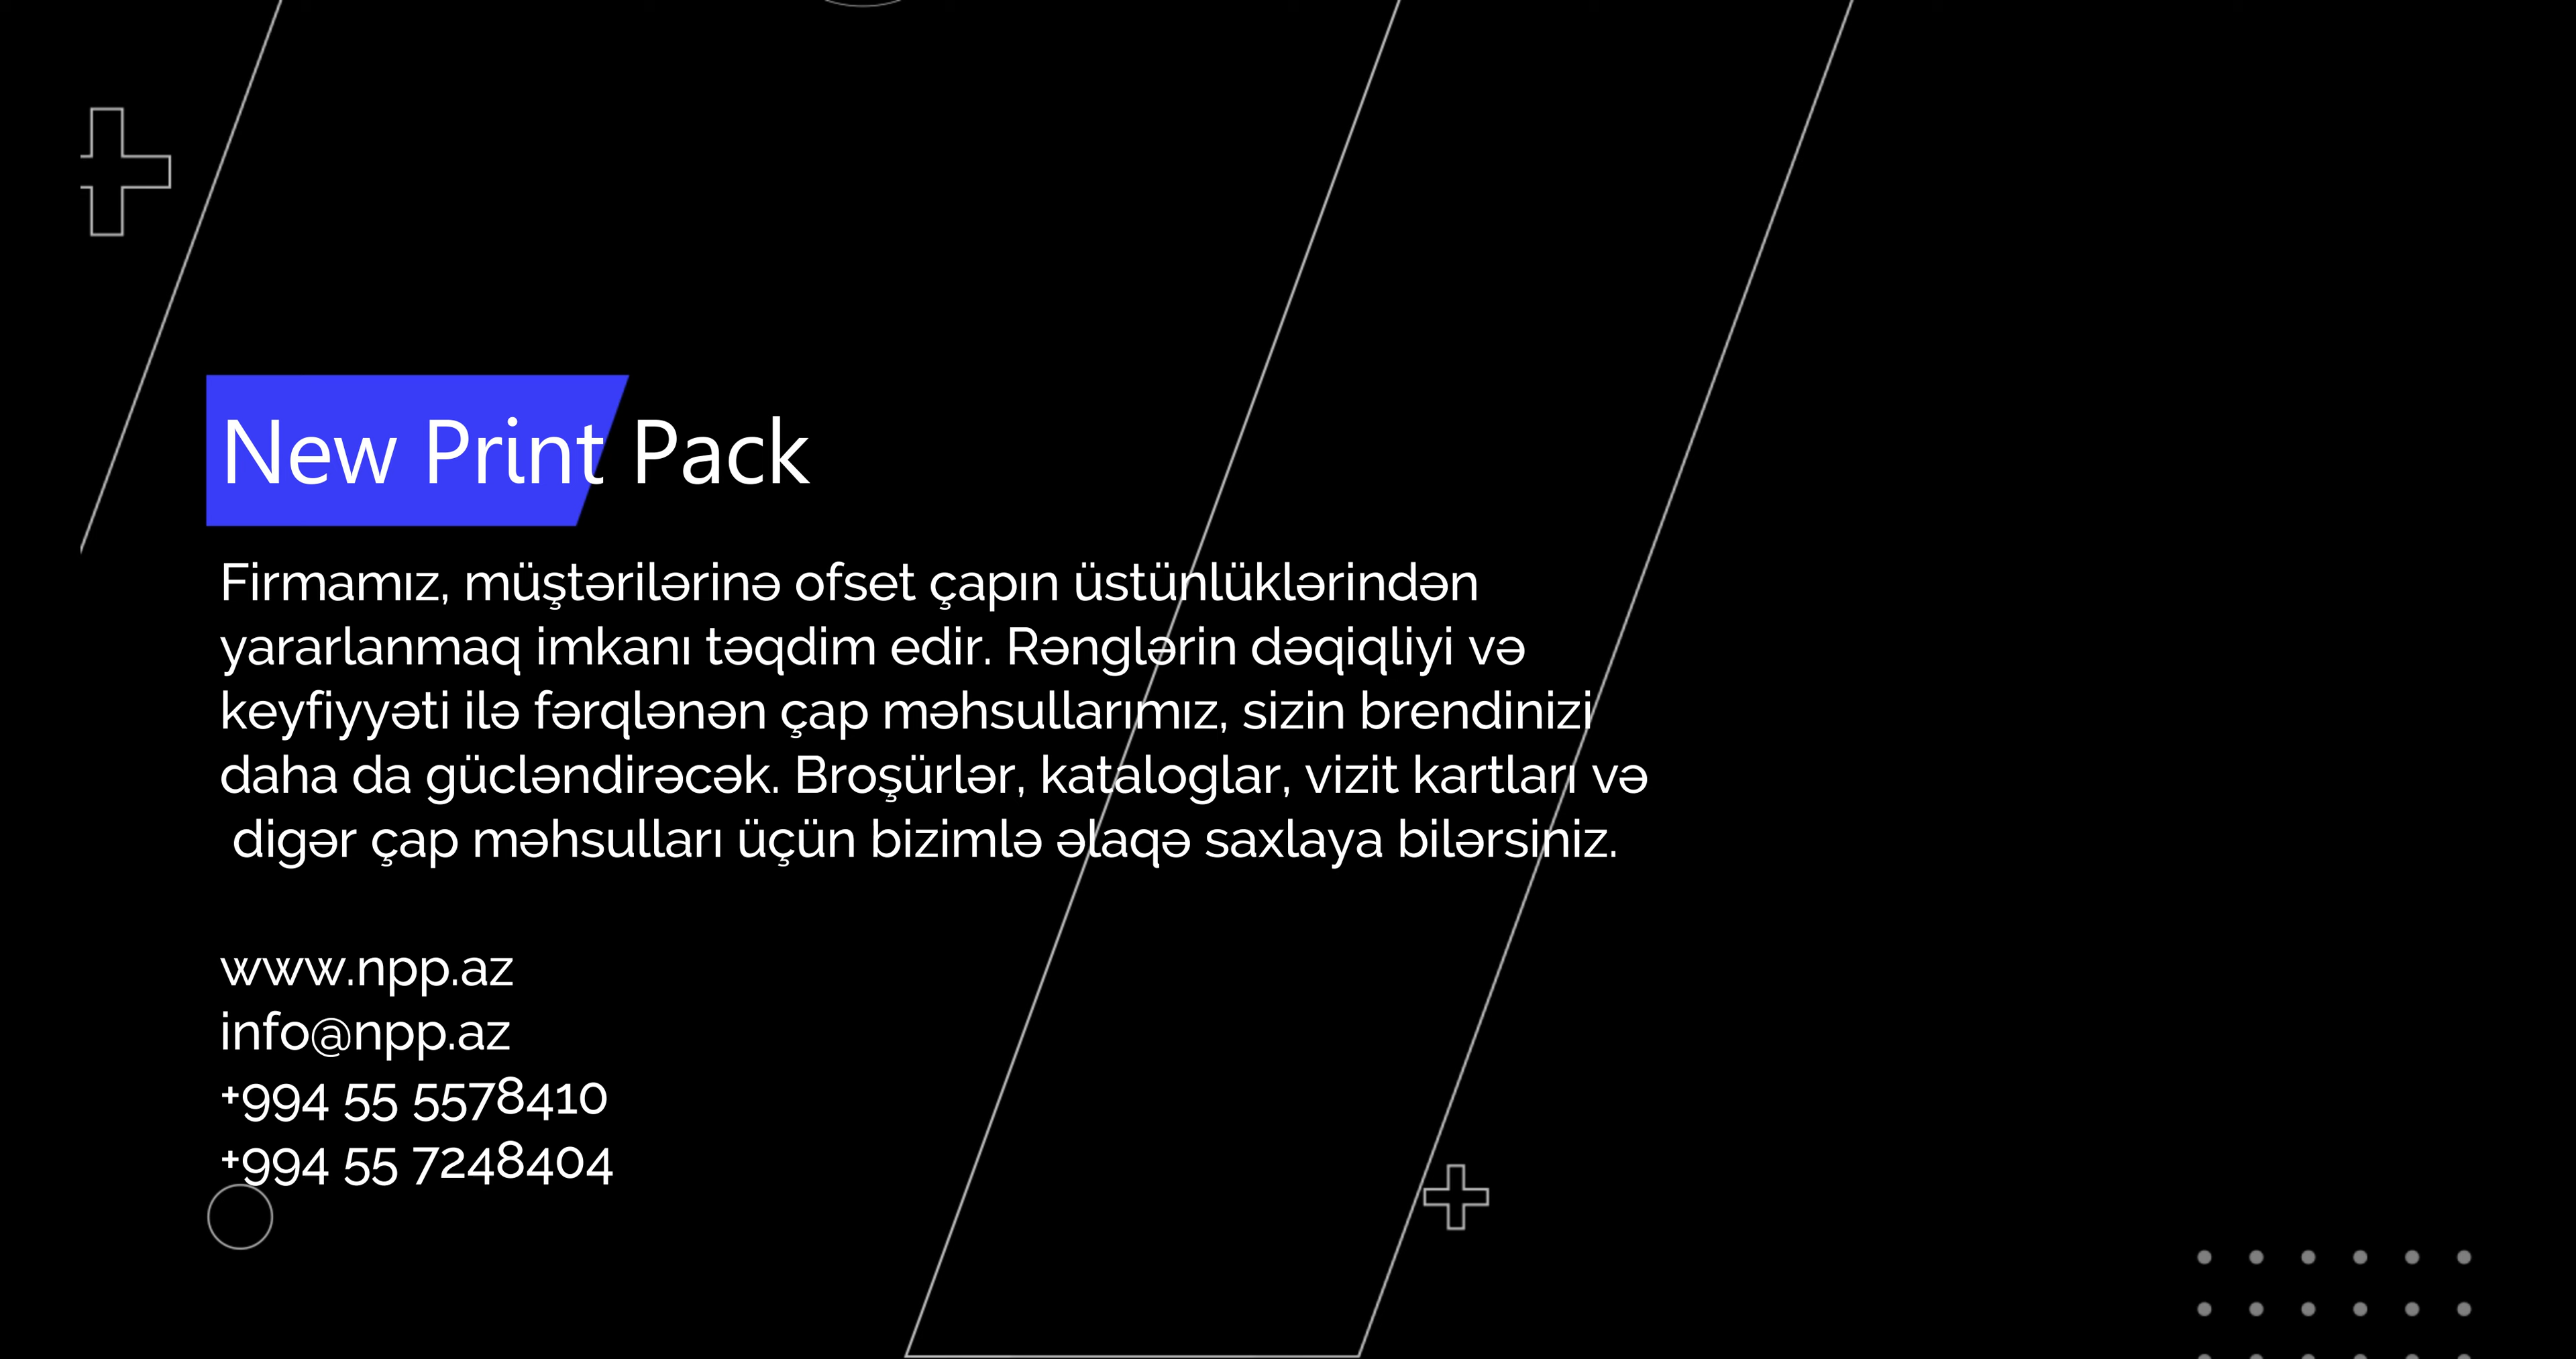 New Print Pack
Firmamız, müştərilərinə ofset çapın üstünlüklərindən
yararlanmaq imkanı təqdim edir. Rənglərin dəqiqliyi və
keyfiyyəti ilə fərqlənən çap məhsullarımız, sizin brendinizi
daha da gücləndirəcək. Broşürlər, kataloglar, vizit kartları və
digər çap məhsulları üçün bizimlə əlaqə saxlaya bilərsiniz.
www.npp.az
info@npp.az
+994 55 5578410
+994 55 7248404